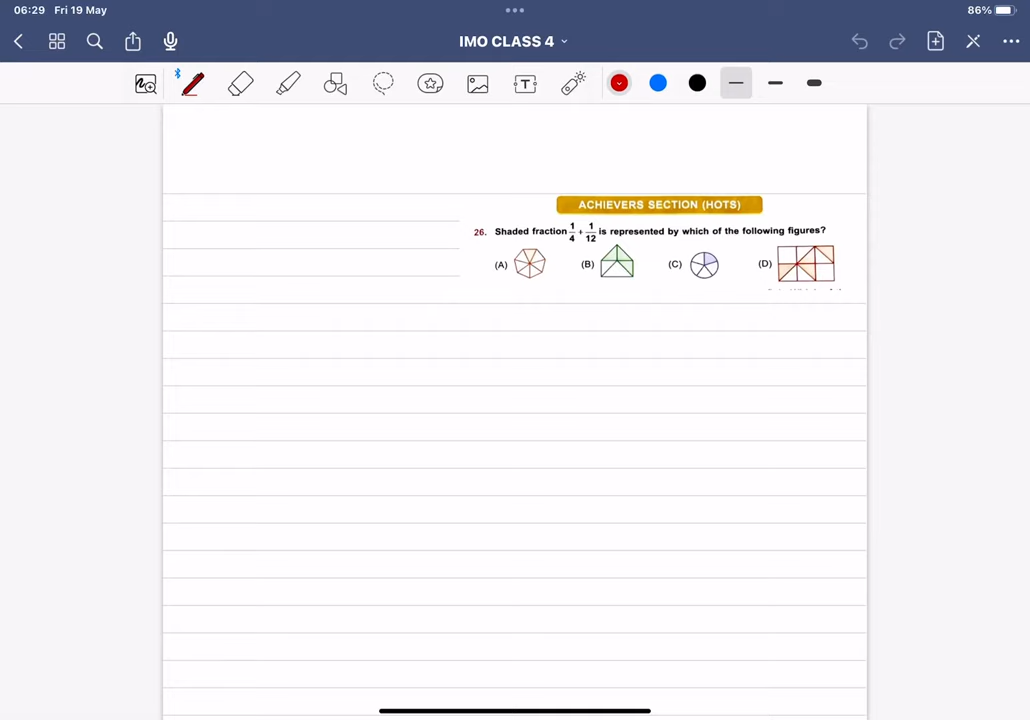 06:29 Fri 19 May
86%
IMO CLASS 4
T
ACHIEVERS SECTION (HOTS)
26. Shaded fraction 1/4 + 1/12 is represented by which of the following figures?
(A) (B) (C) (D)